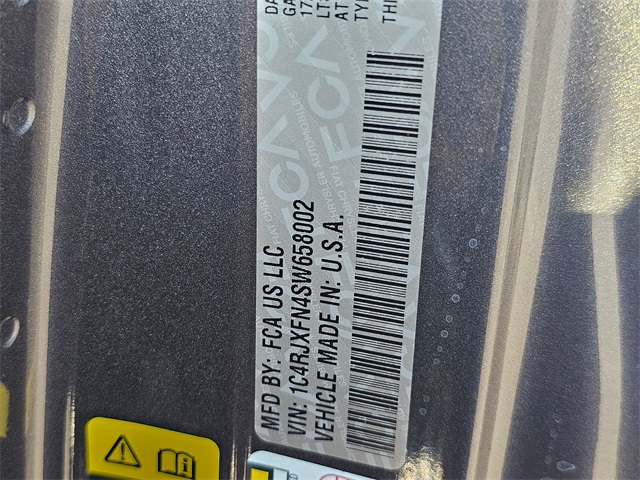 MFD BY: FCA US LLC
VIN: 1C4RJXFN4SW658002
VEHICLE MADE IN: U.S.A.